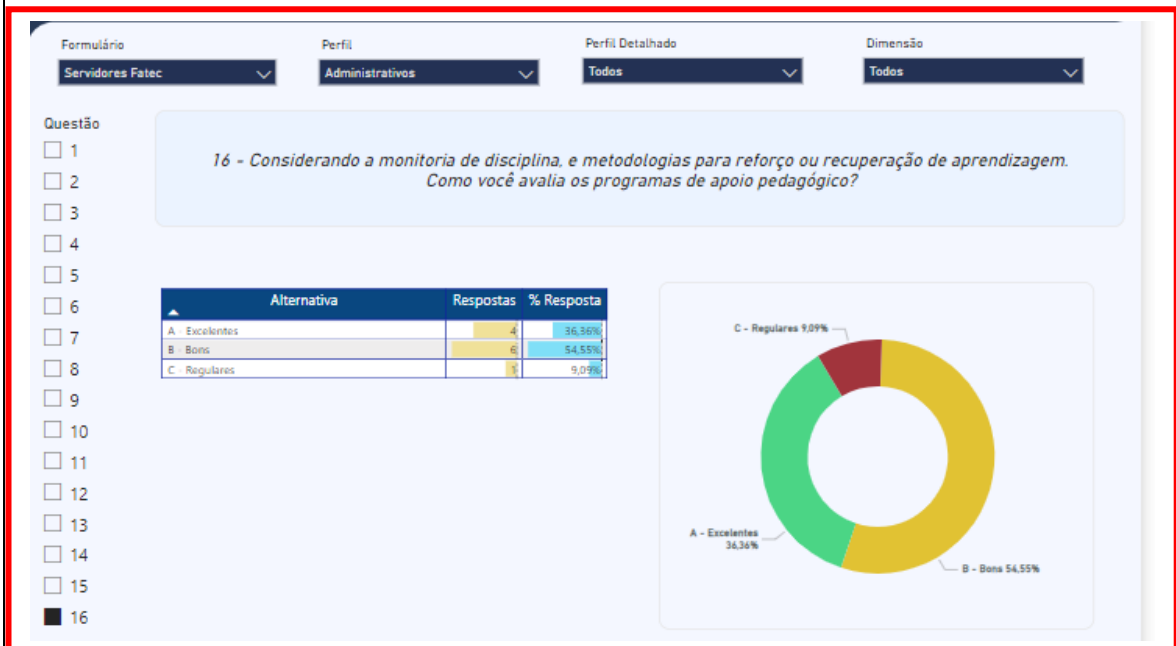 Formulário Perfil Perfil Detalhado Dimensão
Servidores Fatec Administrativos Todos Todos
Questão
1
2
3
4
5
6
7
8
9
10
11
12
13
14
15
16
16 - Considerando a monitoria de disciplina, e metodologias para reforço ou recuperação de aprendizagem.
Como você avalia os programas de apoio pedagógico?
Alternativa Respostas % Resposta
A - Excelentes 4 36,36%
B - Bons 6 54,55%
C - Regulares 1 9,09%
C - Regulares 9,09%
A - Excelentes
36,36%
B - Bons 54,55%